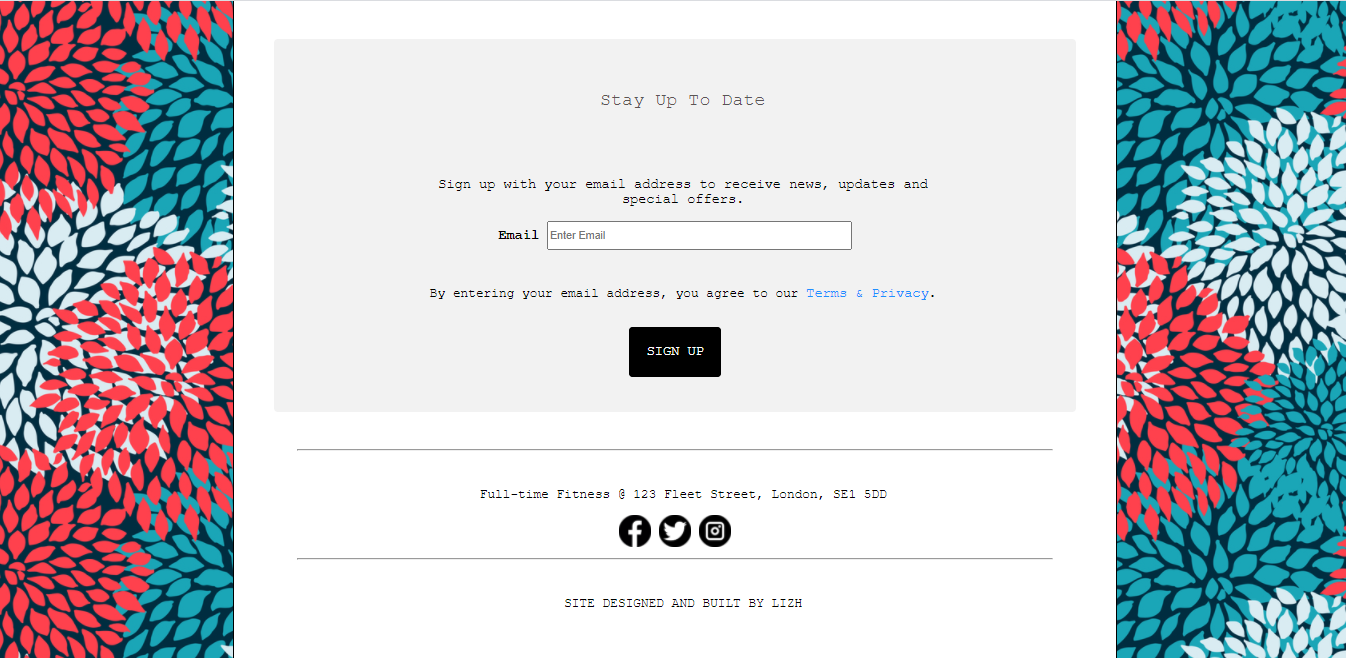 Stay Up To Date
Sign up with your email address to receive news, updates and
special offers.
Email Enter Email
By entering your email address, you agree to our Terms & Privacy.
SIGN UP
Full-time Fitness @ 123 Fleet Street, London, SE1 5DD
SITE DESIGNED AND BUILT BY LIZH